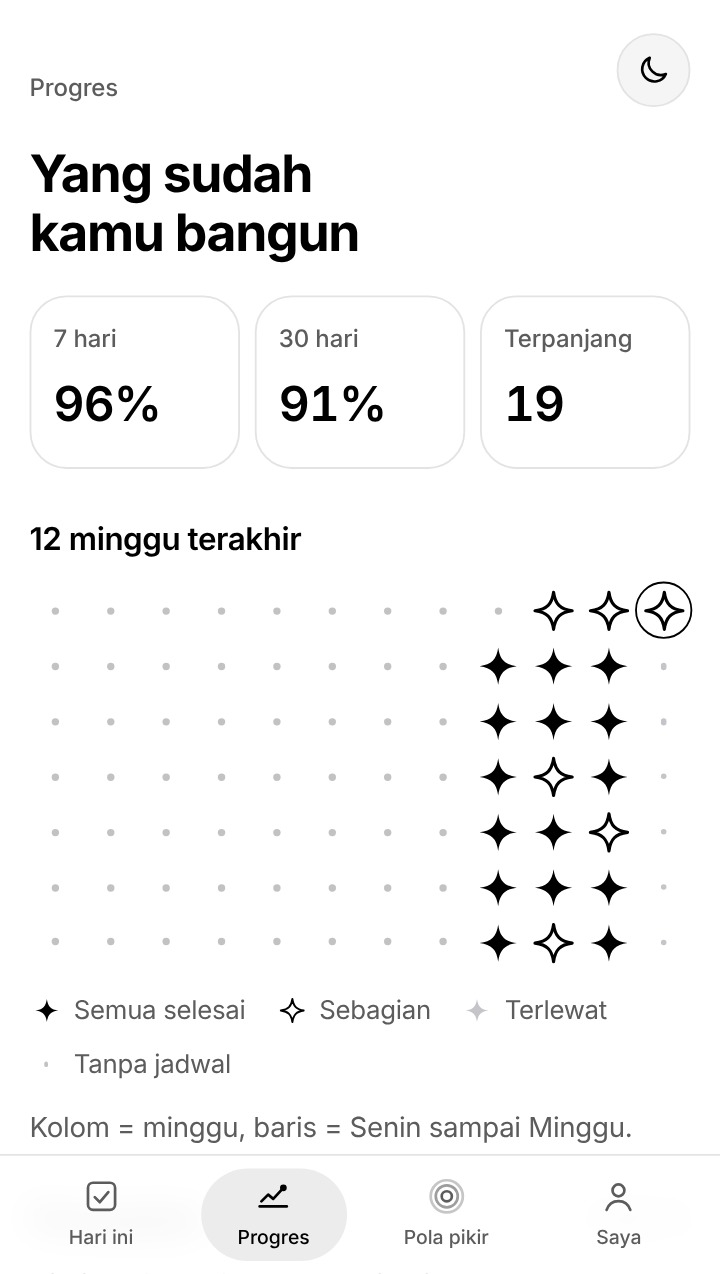 Progres
Yang sudah
kamu bangun
7 hari
30 hari
Terpanjang
96%
91%
19
12 minggu terakhir
Semua selesai
Sebagian
Terlewat
Tanpa jadwal
Kolom = minggu, baris = Senin sampai Minggu.
Hari ini
Progres
Pola pikir
Saya